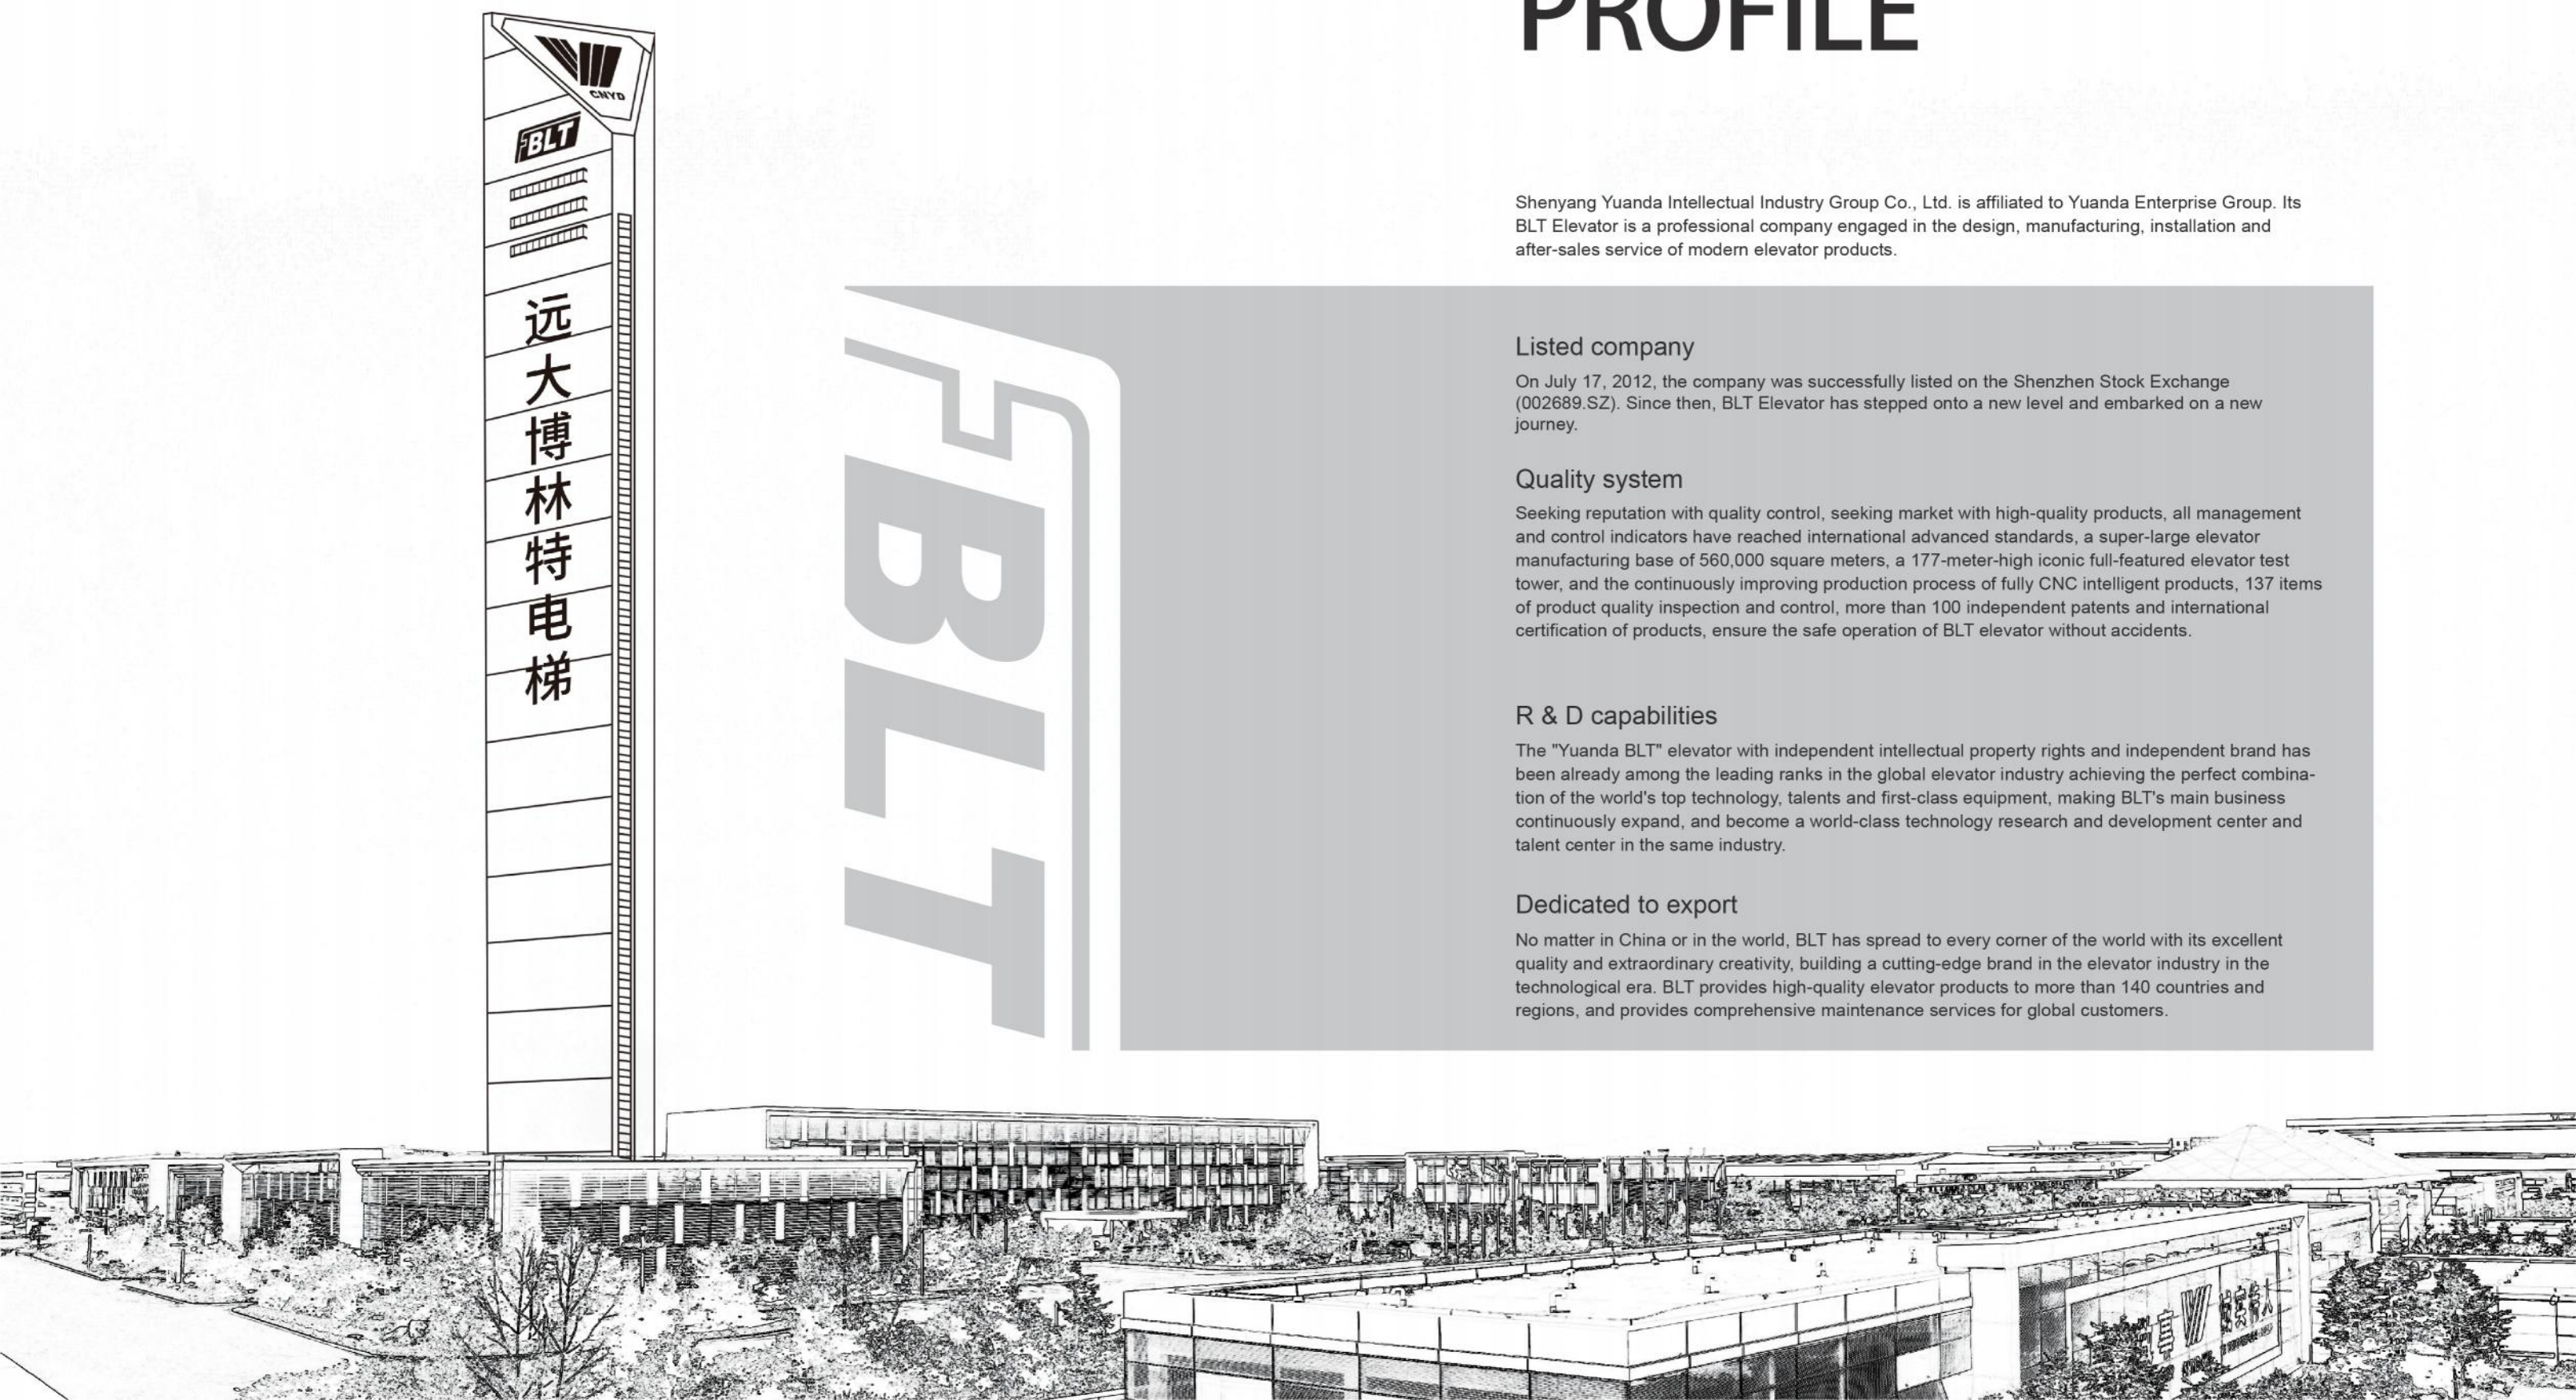 PROFILE
CNYD
BLT
远大博林特电梯
Shenyang Yuanda Intellectual Industry Group Co., Ltd. is affiliated to Yuanda Enterprise Group. Its
BLT Elevator is a professional company engaged in the design, manufacturing, installation and
after-sales service of modern elevator products.
BLT
Listed company
On July 17, 2012, the company was successfully listed on the Shenzhen Stock Exchange
(002689.SZ). Since then, BLT Elevator has stepped onto a new level and embarked on a new
journey.
Quality system
Seeking reputation with quality control, seeking market with high-quality products, all management
and control indicators have reached international advanced standards, a super-large elevator
manufacturing base of 560,000 square meters, a 177-meter-high iconic full-featured elevator test
tower, and the continuously improving production process of fully CNC intelligent products, 137 items
of product quality inspection and control, more than 100 independent patents and international
certification of products, ensure the safe operation of BLT elevator without accidents.
R & D capabilities
The "Yuanda BLT" elevator with independent intellectual property rights and independent brand has
been already among the leading ranks in the global elevator industry achieving the perfect combina-
tion of the world's top technology, talents and first-class equipment, making BLT's main business
continuously expand, and become a world-class technology research and development center and
talent center in the same industry.
Dedicated to export
No matter in China or in the world, BLT has spread to every corner of the world with its excellent
quality and extraordinary creativity, building a cutting-edge brand in the elevator industry in the
technological era. BLT provides high-quality elevator products to more than 140 countries and
regions, and provides comprehensive maintenance services for global customers.